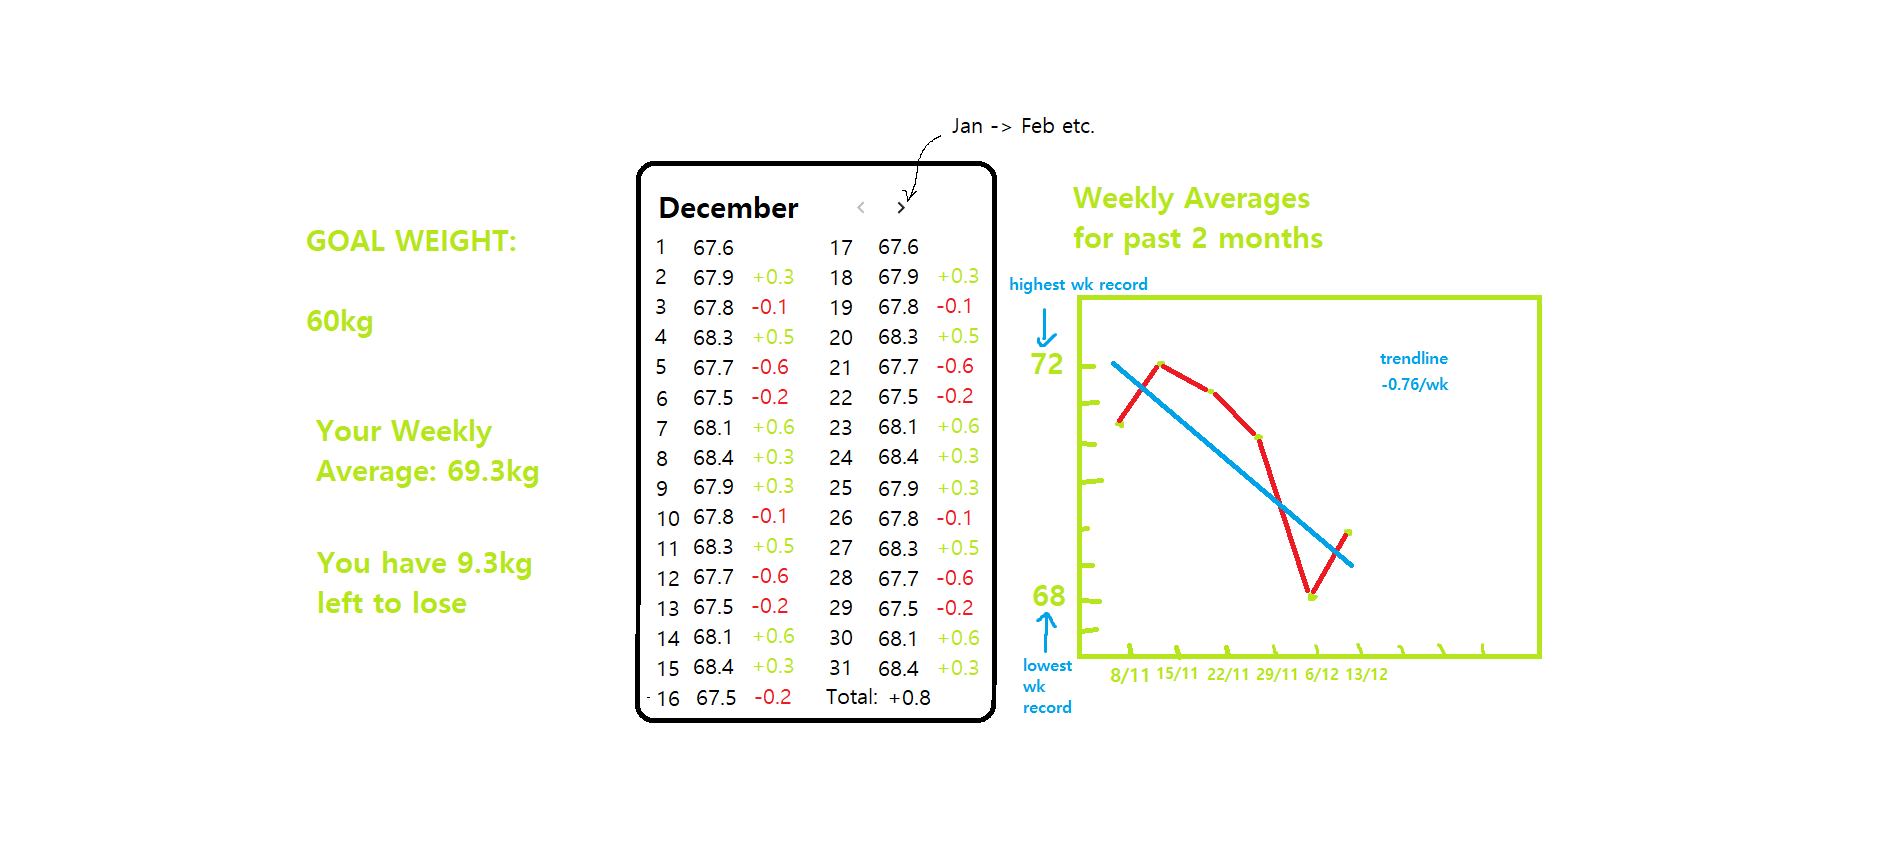 Jan -> Feb etc.
GOAL WEIGHT:
60kg
Your Weekly
Average: 69.3kg
You have 9.3kg
left to lose
December < >
1 67.6 17 67.6
2 67.9 +0.3 18 67.9 +0.3
3 67.8 -0.1 19 67.8 -0.1
4 68.3 +0.5 20 68.3 +0.5
5 67.7 -0.6 21 67.7 -0.6
6 67.5 -0.2 22 67.5 -0.2
7 68.1 +0.6 23 68.1 +0.6
8 68.4 +0.3 24 68.4 +0.3
9 67.9 +0.3 25 67.9 +0.3
10 67.8 -0.1 26 67.8 -0.1
11 68.3 +0.5 27 68.3 +0.5
12 67.7 -0.6 28 67.7 -0.6
13 67.5 -0.2 29 67.5 -0.2
14 68.1 +0.6 30 68.1 +0.6
15 68.4 +0.3 31 68.4 +0.3
16 67.5 -0.2 Total: +0.8
Weekly Averages
for past 2 months
highest wk record
72
trendline
-0.76/wk
68
lowest
wk
record
8/11 15/11 22/11 29/11 6/12 13/12